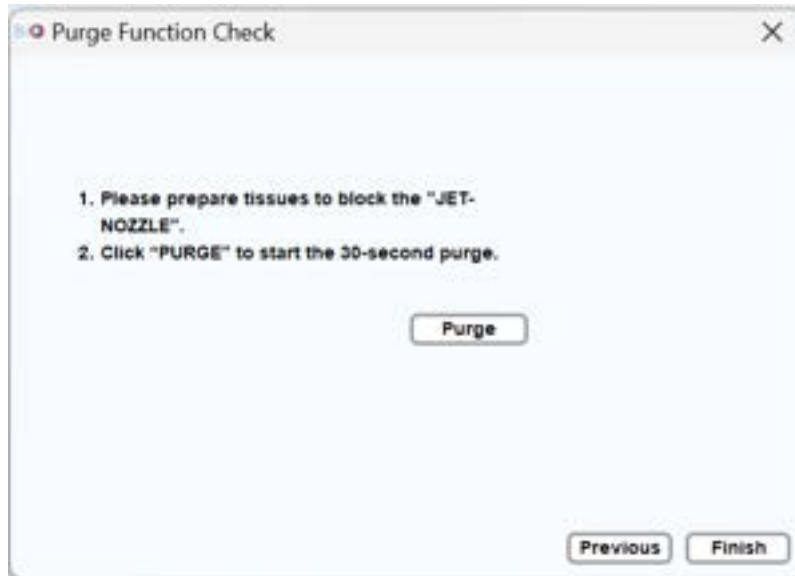 Purge Function Check
1. Please prepare tissues to block the "JET-
NOZZLE".
2. Click "PURGE" to start the 30-second purge.
Purge
Previous Finish